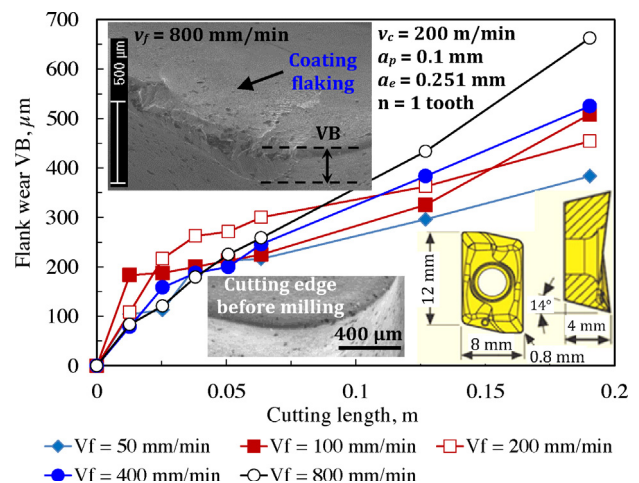 700
600
500
400
300
200
100
0
Flank wear VB, μm
v_f = 800 mm/min
500 μm
Coating
flaking
VB
v_c = 200 m/min
a_p = 0.1 mm
a_e = 0.251 mm
n = 1 tooth
Cutting edge
before milling
400 μm
12 mm
8 mm
0.8 mm
14°
4 mm
0 0.05 0.1 0.15 0.2
Cutting length, m
Vf = 50 mm/min Vf = 100 mm/min Vf = 200 mm/min
Vf = 400 mm/min Vf = 800 mm/min